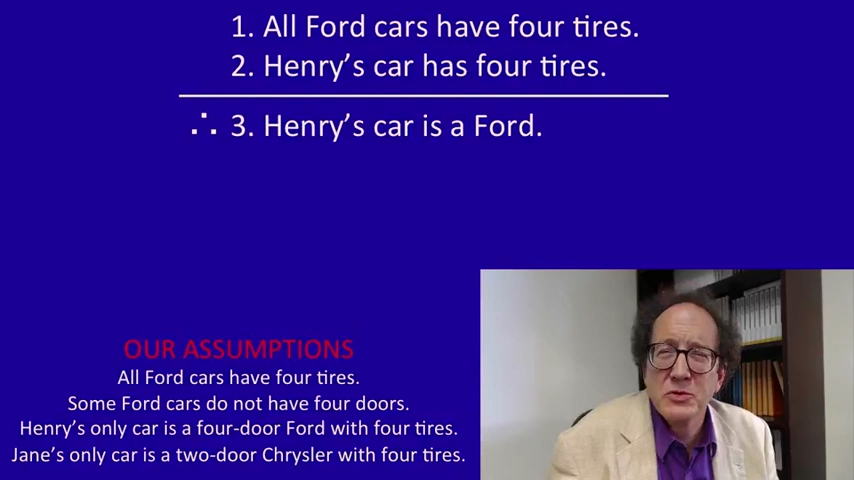 1. All Ford cars have four tires.
2. Henry’s car has four tires.
∴ 3. Henry’s car is a Ford.
OUR ASSUMPTIONS
All Ford cars have four tires.
Some Ford cars do not have four doors.
Henry’s only car is a four-door Ford with four tires.
Jane’s only car is a two-door Chrysler with four tires.